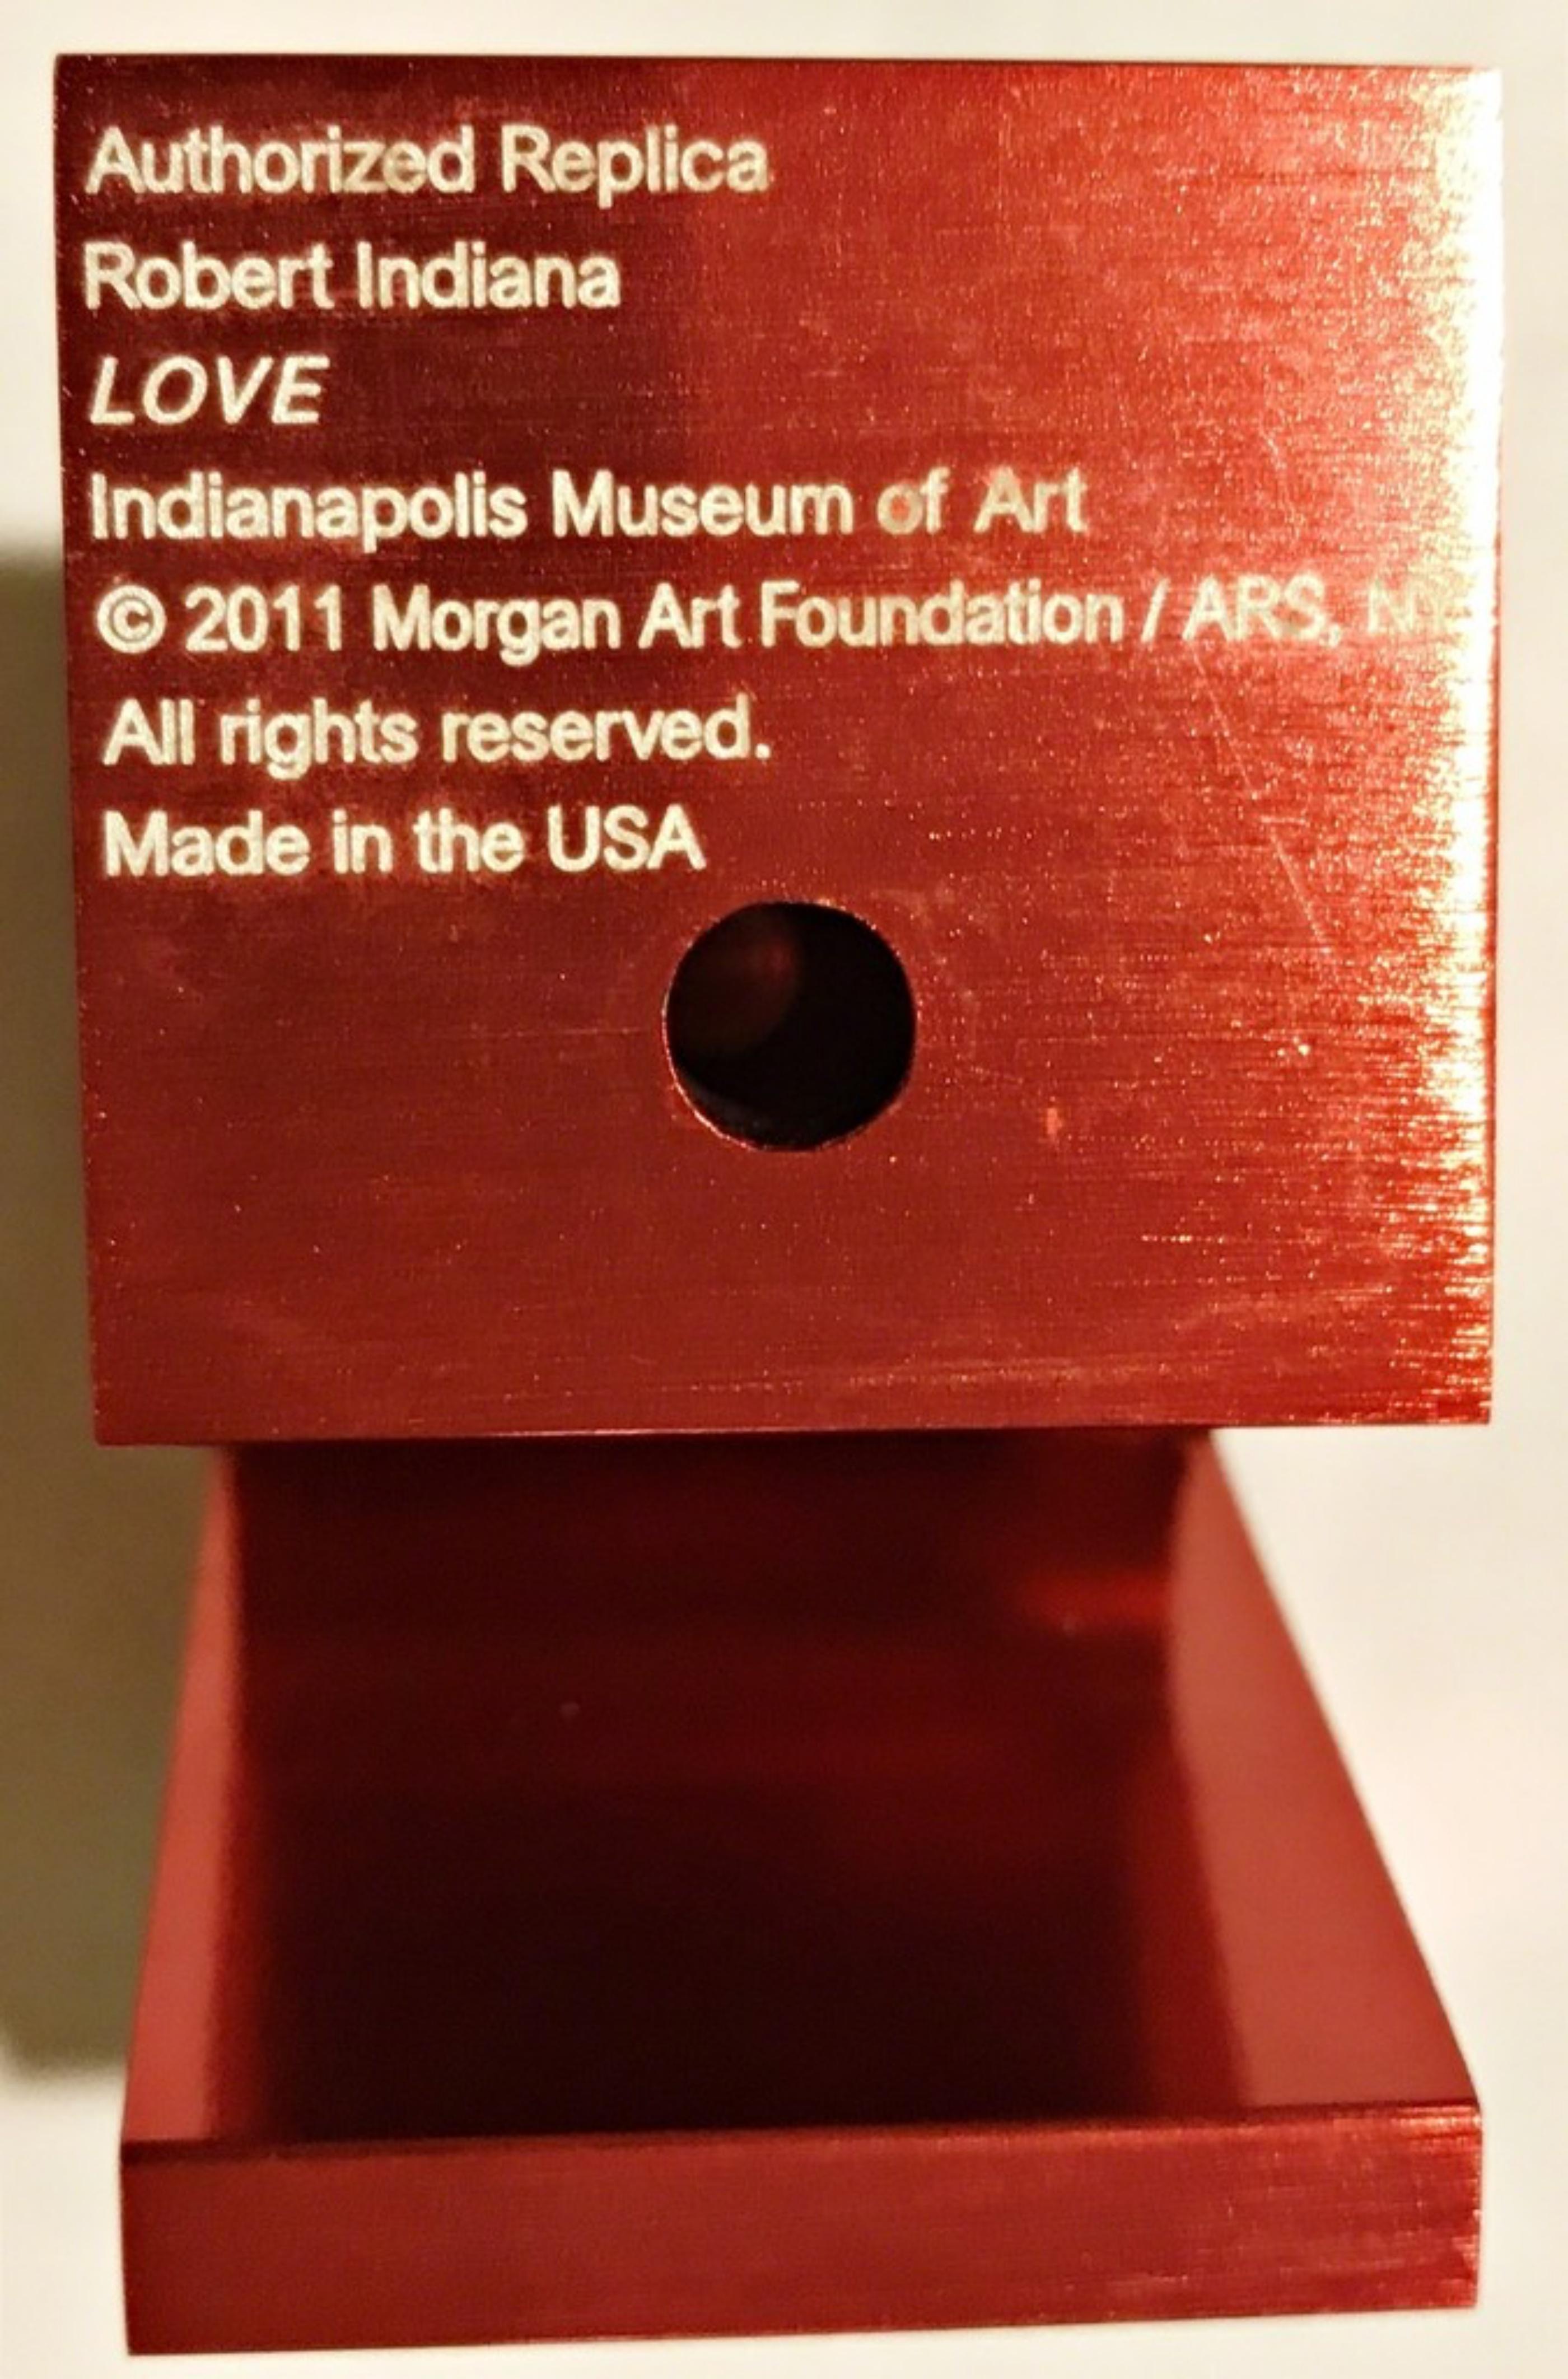 Authorized Replica
Robert Indiana
LOVE
Indianapolis Museum of Art
© 2011 Morgan Art Foundation / ARS, NY
All rights reserved.
Made in the USA